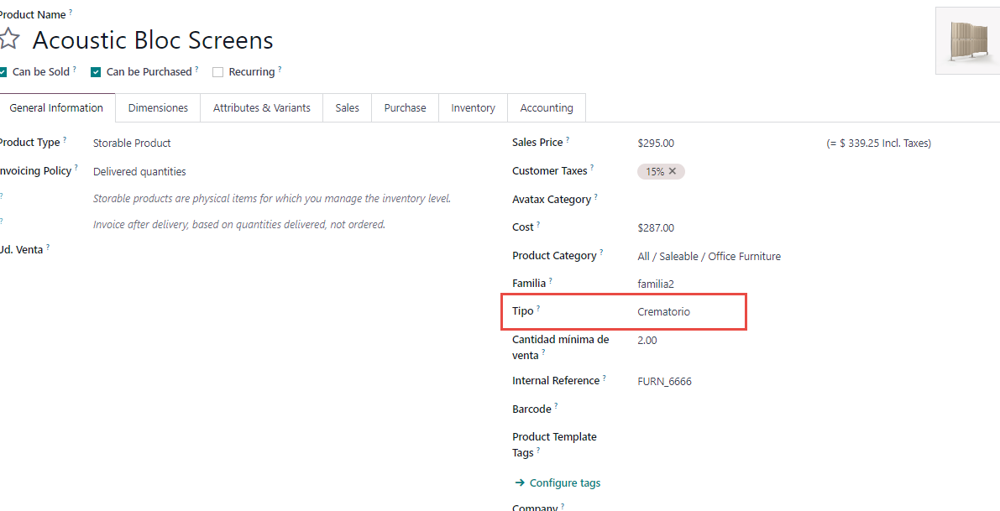 Product Name ?
Acoustic Bloc Screens
Can be Sold ? Can be Purchased ? Recurring ?
General Information Dimensiones Attributes & Variants Sales Purchase Inventory Accounting
Product Type ? Storable Product
nvoicing Policy ? Delivered quantities
? Storable products are physical items for which you manage the inventory level.
? Invoice after delivery, based on quantities delivered, not ordered.
Ud. Venta ?
Sales Price ? $295.00 (= $ 339.25 Incl. Taxes)
Customer Taxes ? 15% ✕
Avatax Category ?
Cost ? $287.00
Product Category ? All / Saleable / Office Furniture
Familia ? familia2
Tipo ? Crematorio
Cantidad mínima de 2.00
venta ?
Internal Reference ? FURN_6666
Barcode ?
Product Template
Tags ?
→ Configure tags
Company ?